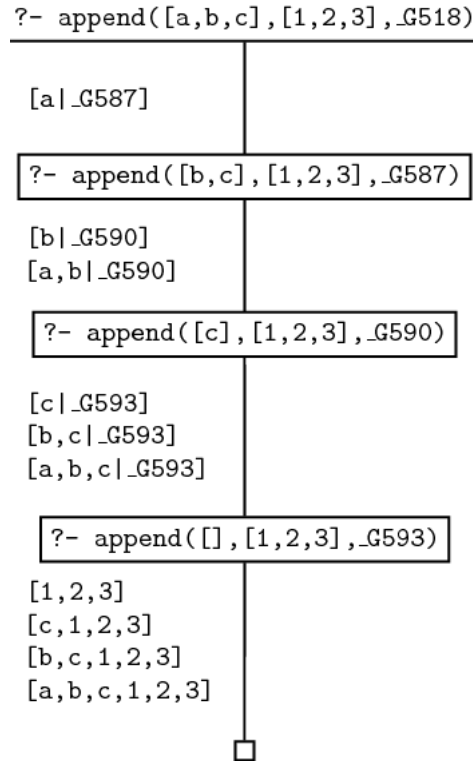 ?- append([a,b,c],[1,2,3],_G518)
[a|_G587]
?- append([b,c],[1,2,3],_G587)
[b|_G590]
[a,b|_G590]
?- append([c],[1,2,3],_G590)
[c|_G593]
[b,c|_G593]
[a,b,c|_G593]
?- append([],[1,2,3],_G593)
[1,2,3]
[c,1,2,3]
[b,c,1,2,3]
[a,b,c,1,2,3]